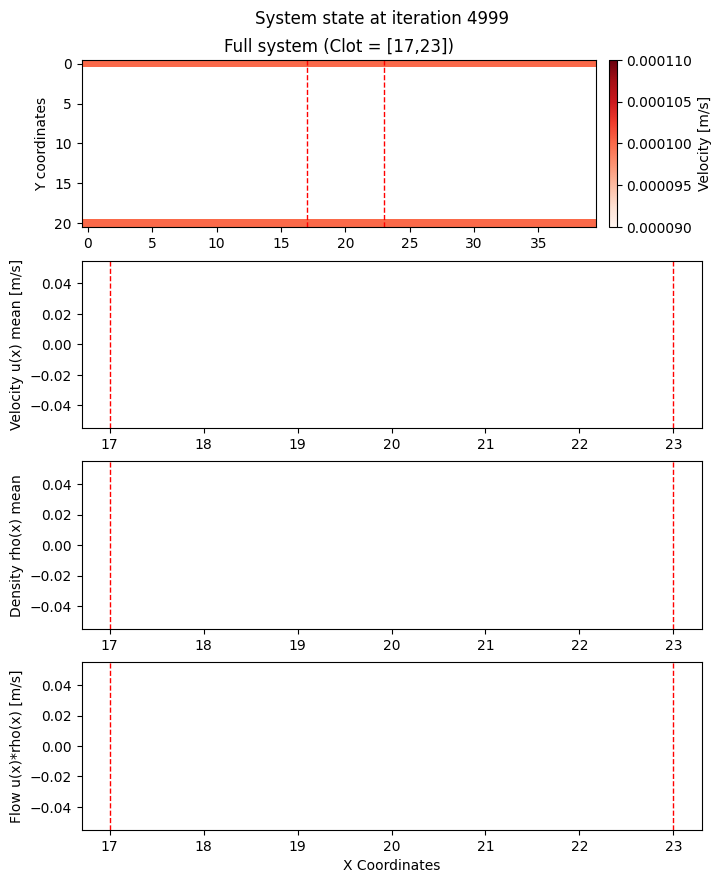 System state at iteration 4999
Full system (Clot = [17,23])
Y coordinates
0
5
10
15
20
0 5 10 15 20 25 30 35
0.000110
0.000105
0.000100
0.000095
0.000090
Velocity [m/s]
Velocity u(x) mean [m/s]
0.04
0.02
0.00
−0.02
−0.04
17 18 19 20 21 22 23
Density rho(x) mean
0.04
0.02
0.00
−0.02
−0.04
17 18 19 20 21 22 23
Flow u(x)*rho(x) [m/s]
0.04
0.02
0.00
−0.02
−0.04
17 18 19 20 21 22 23
X Coordinates